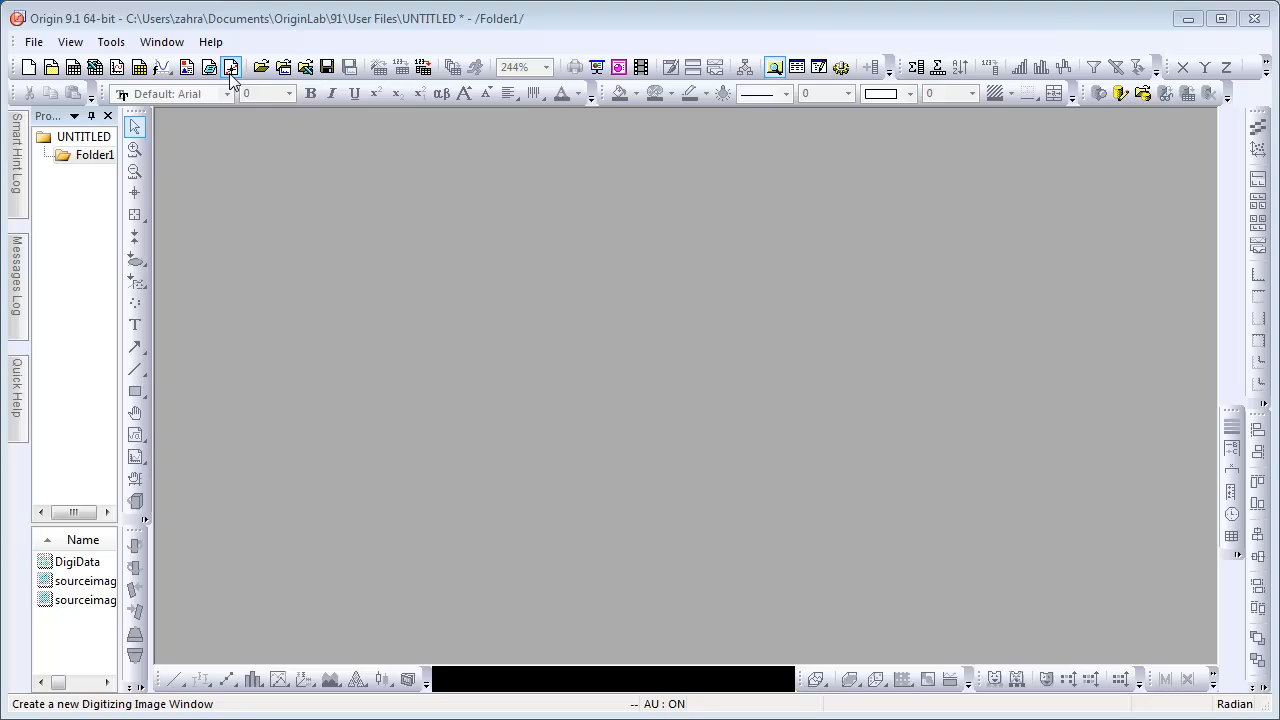 Origin 9.1 64-bit - C:\Users\zahra\Documents\OriginLab\91\User Files\UNTITLED * - /Folder1/
File View Tools Window Help
244%
Default: Arial 0 B I U αβ A A A 0 0
X Y Z
Pro...
UNTITLED
Folder1
Smart Hint Log
Messages Log
Quick Help
T
Name
DigiData
sourceimag
sourceimag
Create a new Digitizing Image Window -- AU : ON Radian